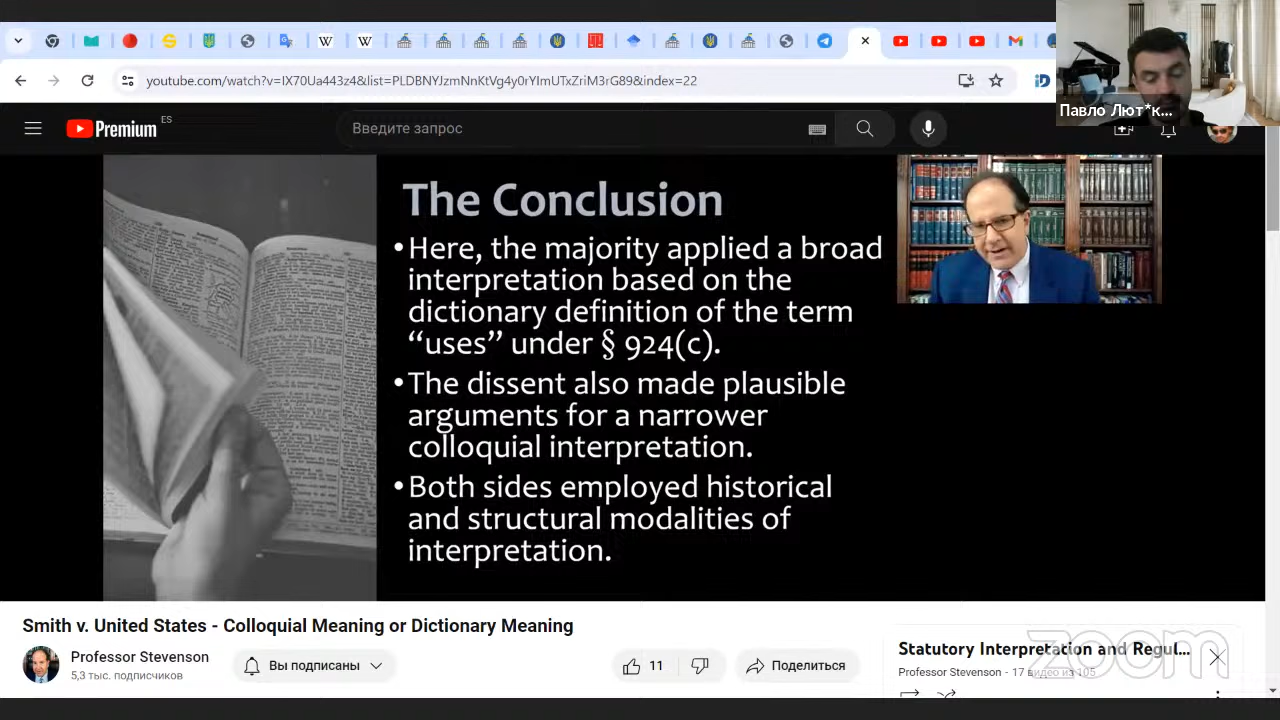 youtube.com/watch?v=IX70Ua443z4&list=PLDBNYJzmNnKtVg4y0rYImUTxZriM3rG89&index=22
Павло Лют*к...
Premium
ES
Введите запрос
The Conclusion
•Here, the majority applied a broad
interpretation based on the
dictionary definition of the term
“uses” under § 924(c).
•The dissent also made plausible
arguments for a narrower
colloquial interpretation.
•Both sides employed historical
and structural modalities of
interpretation.
Smith v. United States - Colloquial Meaning or Dictionary Meaning
Professor Stevenson
5,3 тыс. подписчиков
Вы подписаны
11
Поделиться
Statutory Interpretation and Regul...
Professor Stevenson - 17 видео из 105
zoom